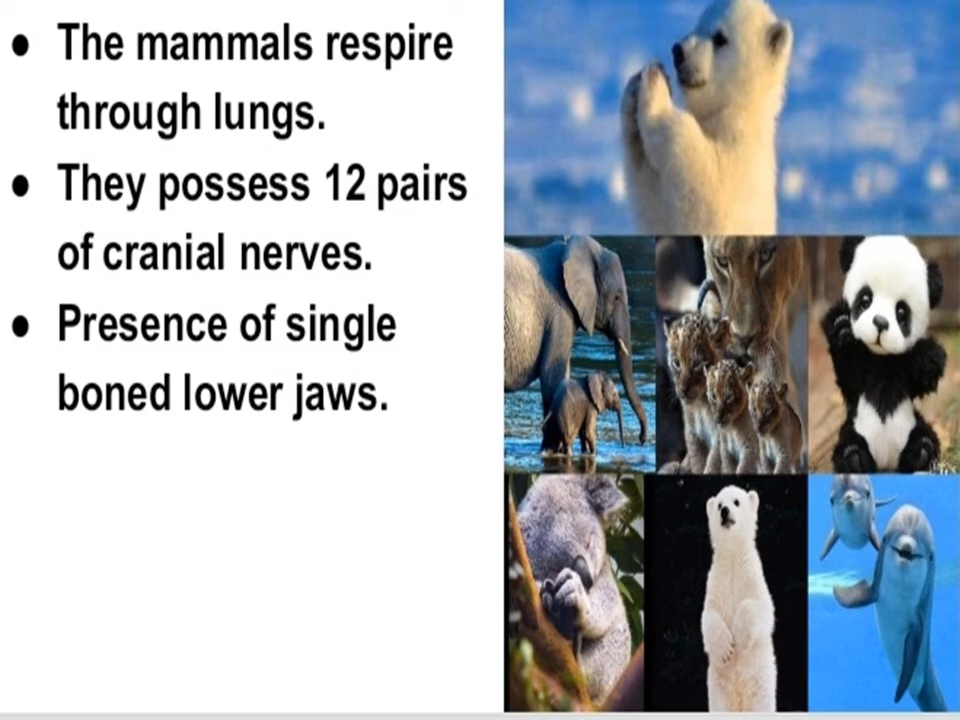 • The mammals respire
through lungs.
• They possess 12 pairs
of cranial nerves.
• Presence of single
boned lower jaws.